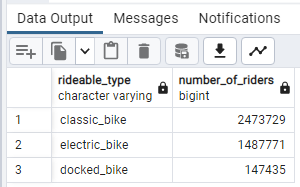 Data Output Messages Notifications
rideable_type number_of_riders
character varying bigint
1 classic_bike 2473729
2 electric_bike 1487771
3 docked_bike 147435